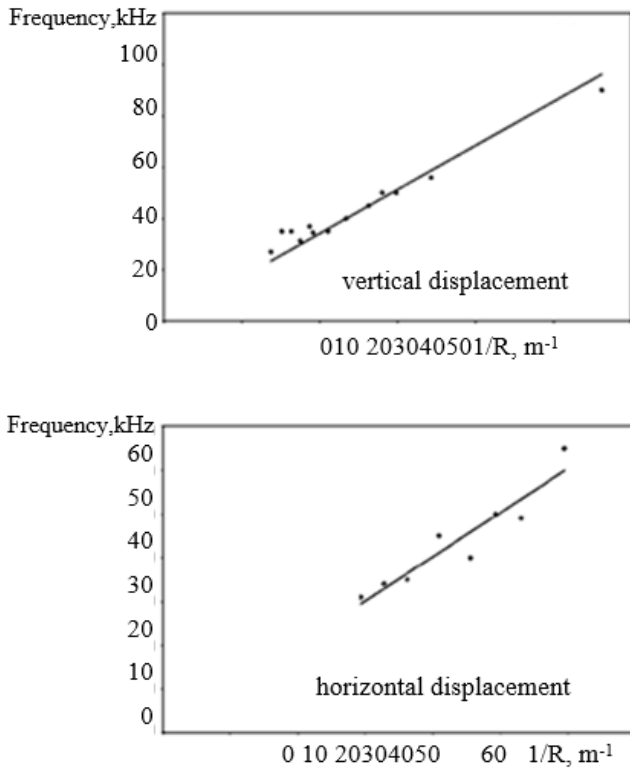 Frequency,kHz
100
80
60
40
20
0
vertical displacement
010 203040501/R, m-1
Frequency,kHz
60
50
40
30
20
10
0
horizontal displacement
0 10 20304050 60 1/R, m-1